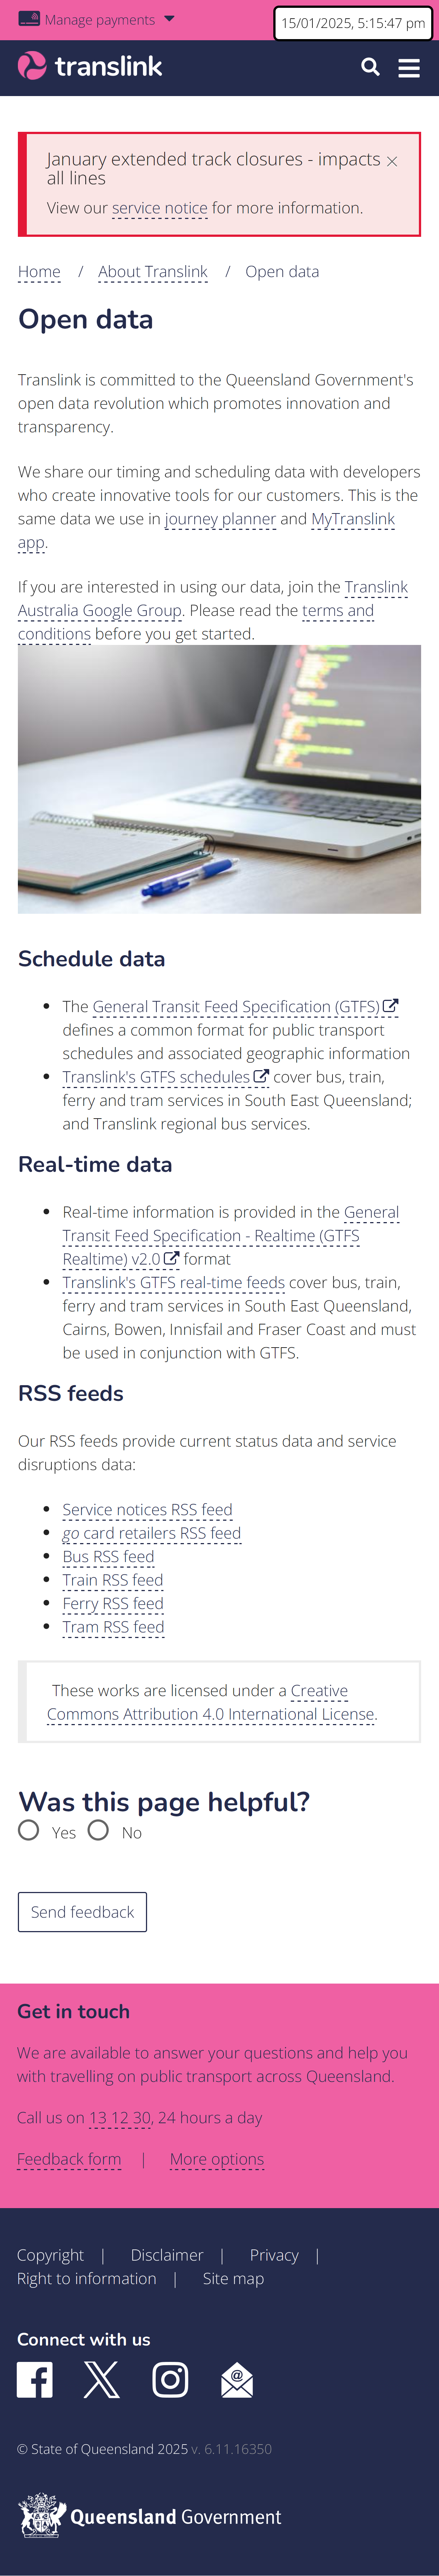 Manage payments
15/01/2025, 5:15:47 pm
translink
January extended track closures - impacts
all lines
View our service notice for more information.
Home / About Translink / Open data
Open data
Translink is committed to the Queensland Government's
open data revolution which promotes innovation and
transparency.
We share our timing and scheduling data with developers
who create innovative tools for our customers. This is the
same data we use in journey planner and MyTranslink
app.
If you are interested in using our data, join the Translink
Australia Google Group. Please read the terms and
conditions before you get started.
Schedule data
The General Transit Feed Specification (GTFS)
defines a common format for public transport
schedules and associated geographic information
Translink's GTFS schedules cover bus, train,
ferry and tram services in South East Queensland;
and Translink regional bus services.
Real-time data
Real-time information is provided in the General
Transit Feed Specification - Realtime (GTFS
Realtime) v2.0 format
Translink's GTFS real-time feeds cover bus, train,
ferry and tram services in South East Queensland,
Cairns, Bowen, Innisfail and Fraser Coast and must
be used in conjunction with GTFS.
RSS feeds
Our RSS feeds provide current status data and service
disruptions data:
Service notices RSS feed
go card retailers RSS feed
Bus RSS feed
Train RSS feed
Ferry RSS feed
Tram RSS feed
These works are licensed under a Creative
Commons Attribution 4.0 International License.
Was this page helpful?
Yes No
Send feedback
Get in touch
We are available to answer your questions and help you
with travelling on public transport across Queensland.
Call us on 13 12 30, 24 hours a day
Feedback form | More options
Copyright | Disclaimer | Privacy |
Right to information | Site map
Connect with us
© State of Queensland 2025 v. 6.11.16350
Queensland Government